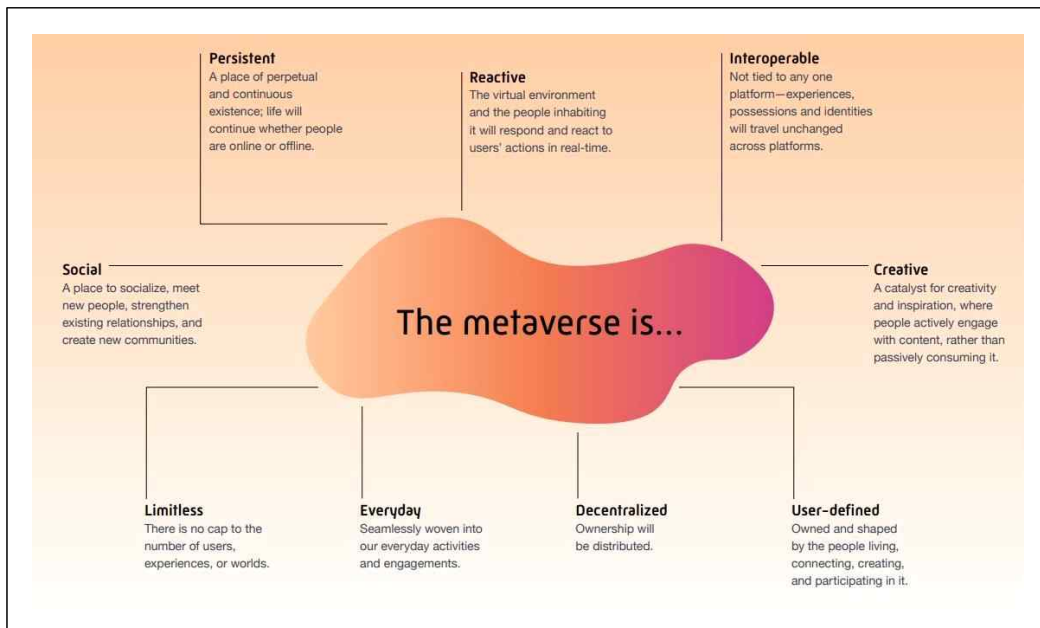 Persistent
A place of perpetual
and continuous
existence; life will
continue whether people
are online or offline.
Reactive
The virtual environment
and the people inhabiting
it will respond and react to
users' actions in real-time.
Interoperable
Not tied to any one
platform—experiences,
possessions and identities
will travel unchanged
across platforms.
Social
A place to socialize, meet
new people, strengthen
existing relationships, and
create new communities.
The metaverse is...
Creative
A catalyst for creativity
and inspiration, where
people actively engage
with content, rather than
passively consuming it.
Limitless
There is no cap to the
number of users,
experiences, or worlds.
Everyday
Seamlessly woven into
our everyday activities
and engagements.
Decentralized
Ownership will
be distributed.
User-defined
Owned and shaped
by the people living,
connecting, creating,
and participating in it.